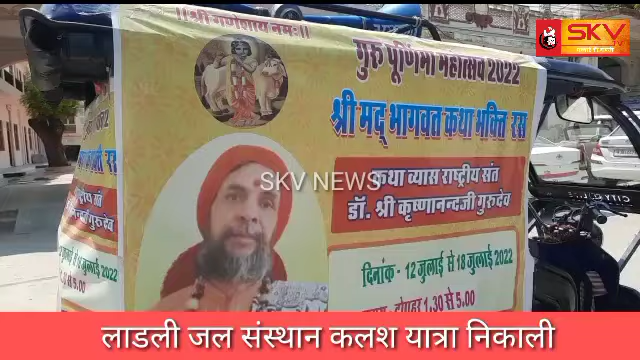 ।।श्री गणेशाय नमः।।
गुरु पूर्णिमा महोत्सव 2022
श्री मद् भागवत कथा भक्ति रस
कथा व्यास राष्ट्रीय संत
डॉ. श्री कृष्णानन्दजी गुरुदेव
दिनांक - 12 जुलाई से 18 जुलाई 2022
दोपहर 1.30 से 5.00
SKV NEWS
SKV
लाडली जल संस्थान कलश यात्रा निकाली